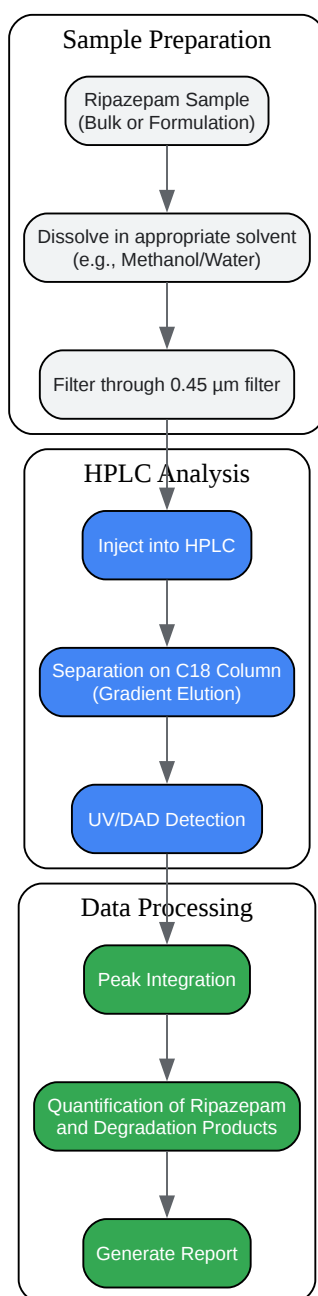 Sample Preparation
Ripazepam Sample
(Bulk or Formulation)
Dissolve in appropriate solvent
(e.g., Methanol/Water)
Filter through 0.45 µm filter
HPLC Analysis
Inject into HPLC
Separation on C18 Column
(Gradient Elution)
UV/DAD Detection
Data Processing
Peak Integration
Quantification of Ripazepam
and Degradation Products
Generate Report